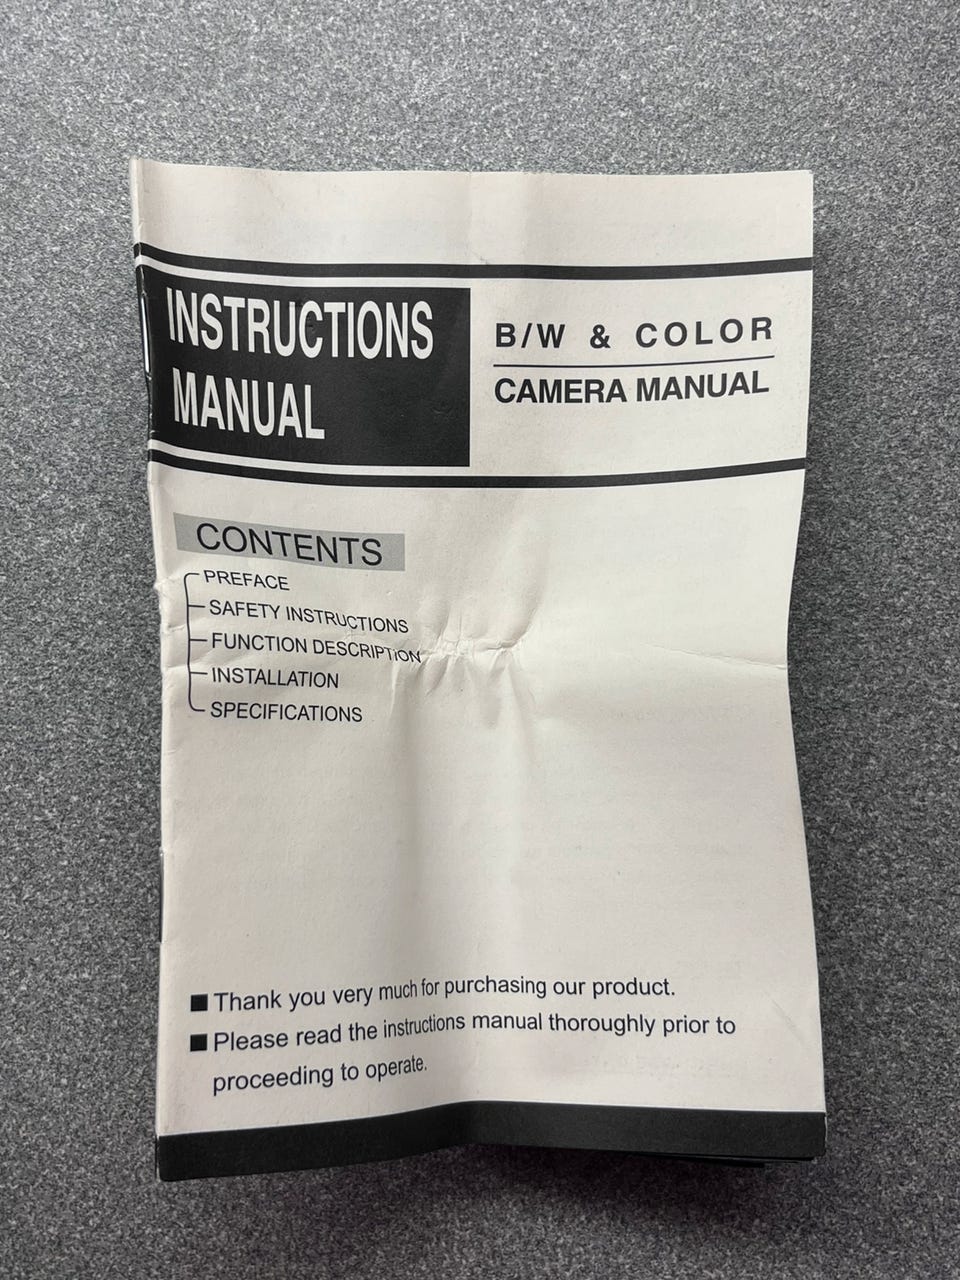 INSTRUCTIONS
MANUAL
B/W & COLOR
CAMERA MANUAL
CONTENTS
PREFACE
SAFETY INSTRUCTIONS
FUNCTION DESCRIPTION
INSTALLATION
SPECIFICATIONS
■ Thank you very much for purchasing our product.
■ Please read the instructions manual thoroughly prior to
proceeding to operate.